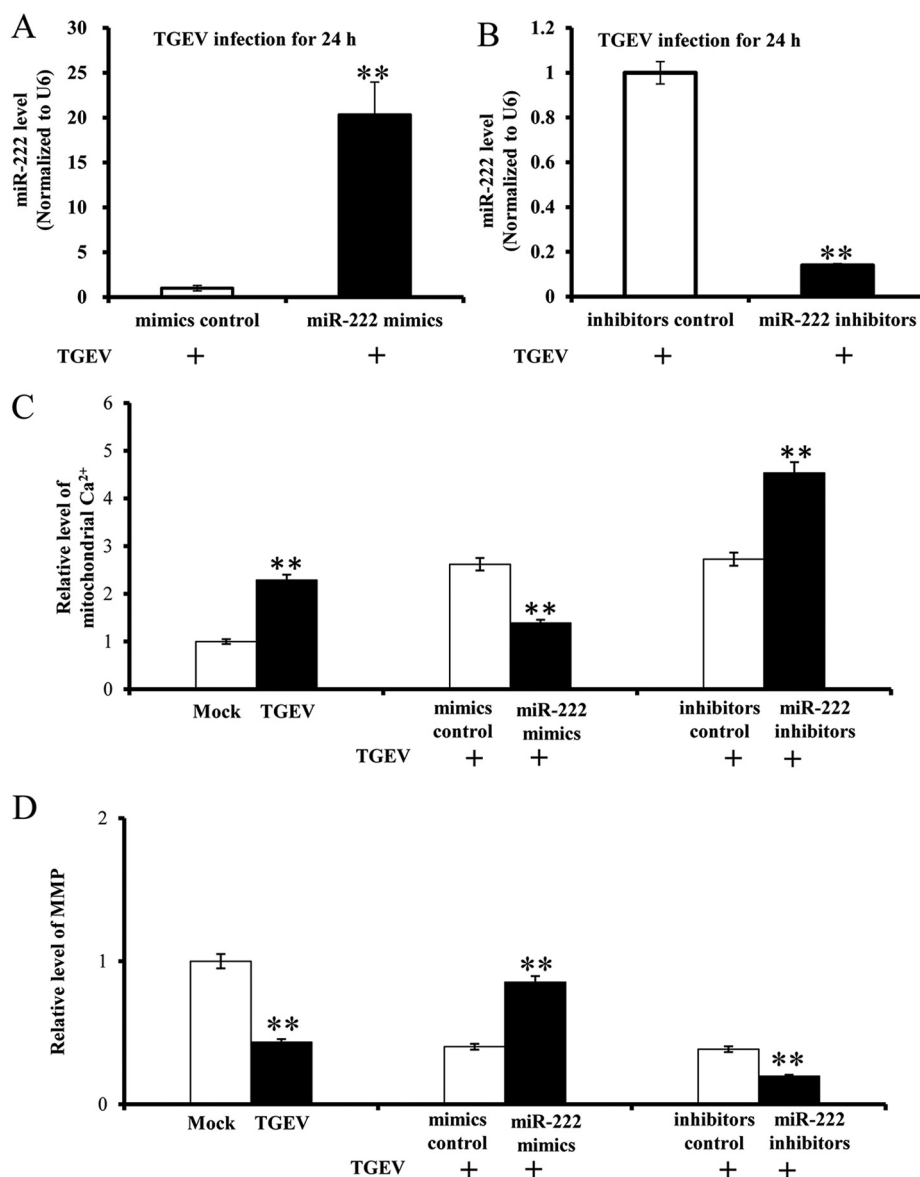 A
TGEV infection for 24 h
miR-222 level
(Normalized to U6)
30
25
20
15
10
5
0
**
mimics control
miR-222 mimics
TGEV
+
+
B
TGEV infection for 24 h
miR-222 level
(Normalized to U6)
1.2
1
0.8
0.6
0.4
0.2
0
**
inhibitors control
miR-222 inhibitors
TGEV
+
+
C
Relative level of
mitochondrial Ca²⁺
6
5
4
3
2
1
0
**
**
**
Mock
TGEV
mimics
control
miR-222
mimics
inhibitors
control
miR-222
inhibitors
TGEV
+
+
+
+
D
Relative level of MMP
2
1
0
**
**
**
Mock
TGEV
mimics
control
miR-222
mimics
inhibitors
control
miR-222
inhibitors
TGEV
+
+
+
+